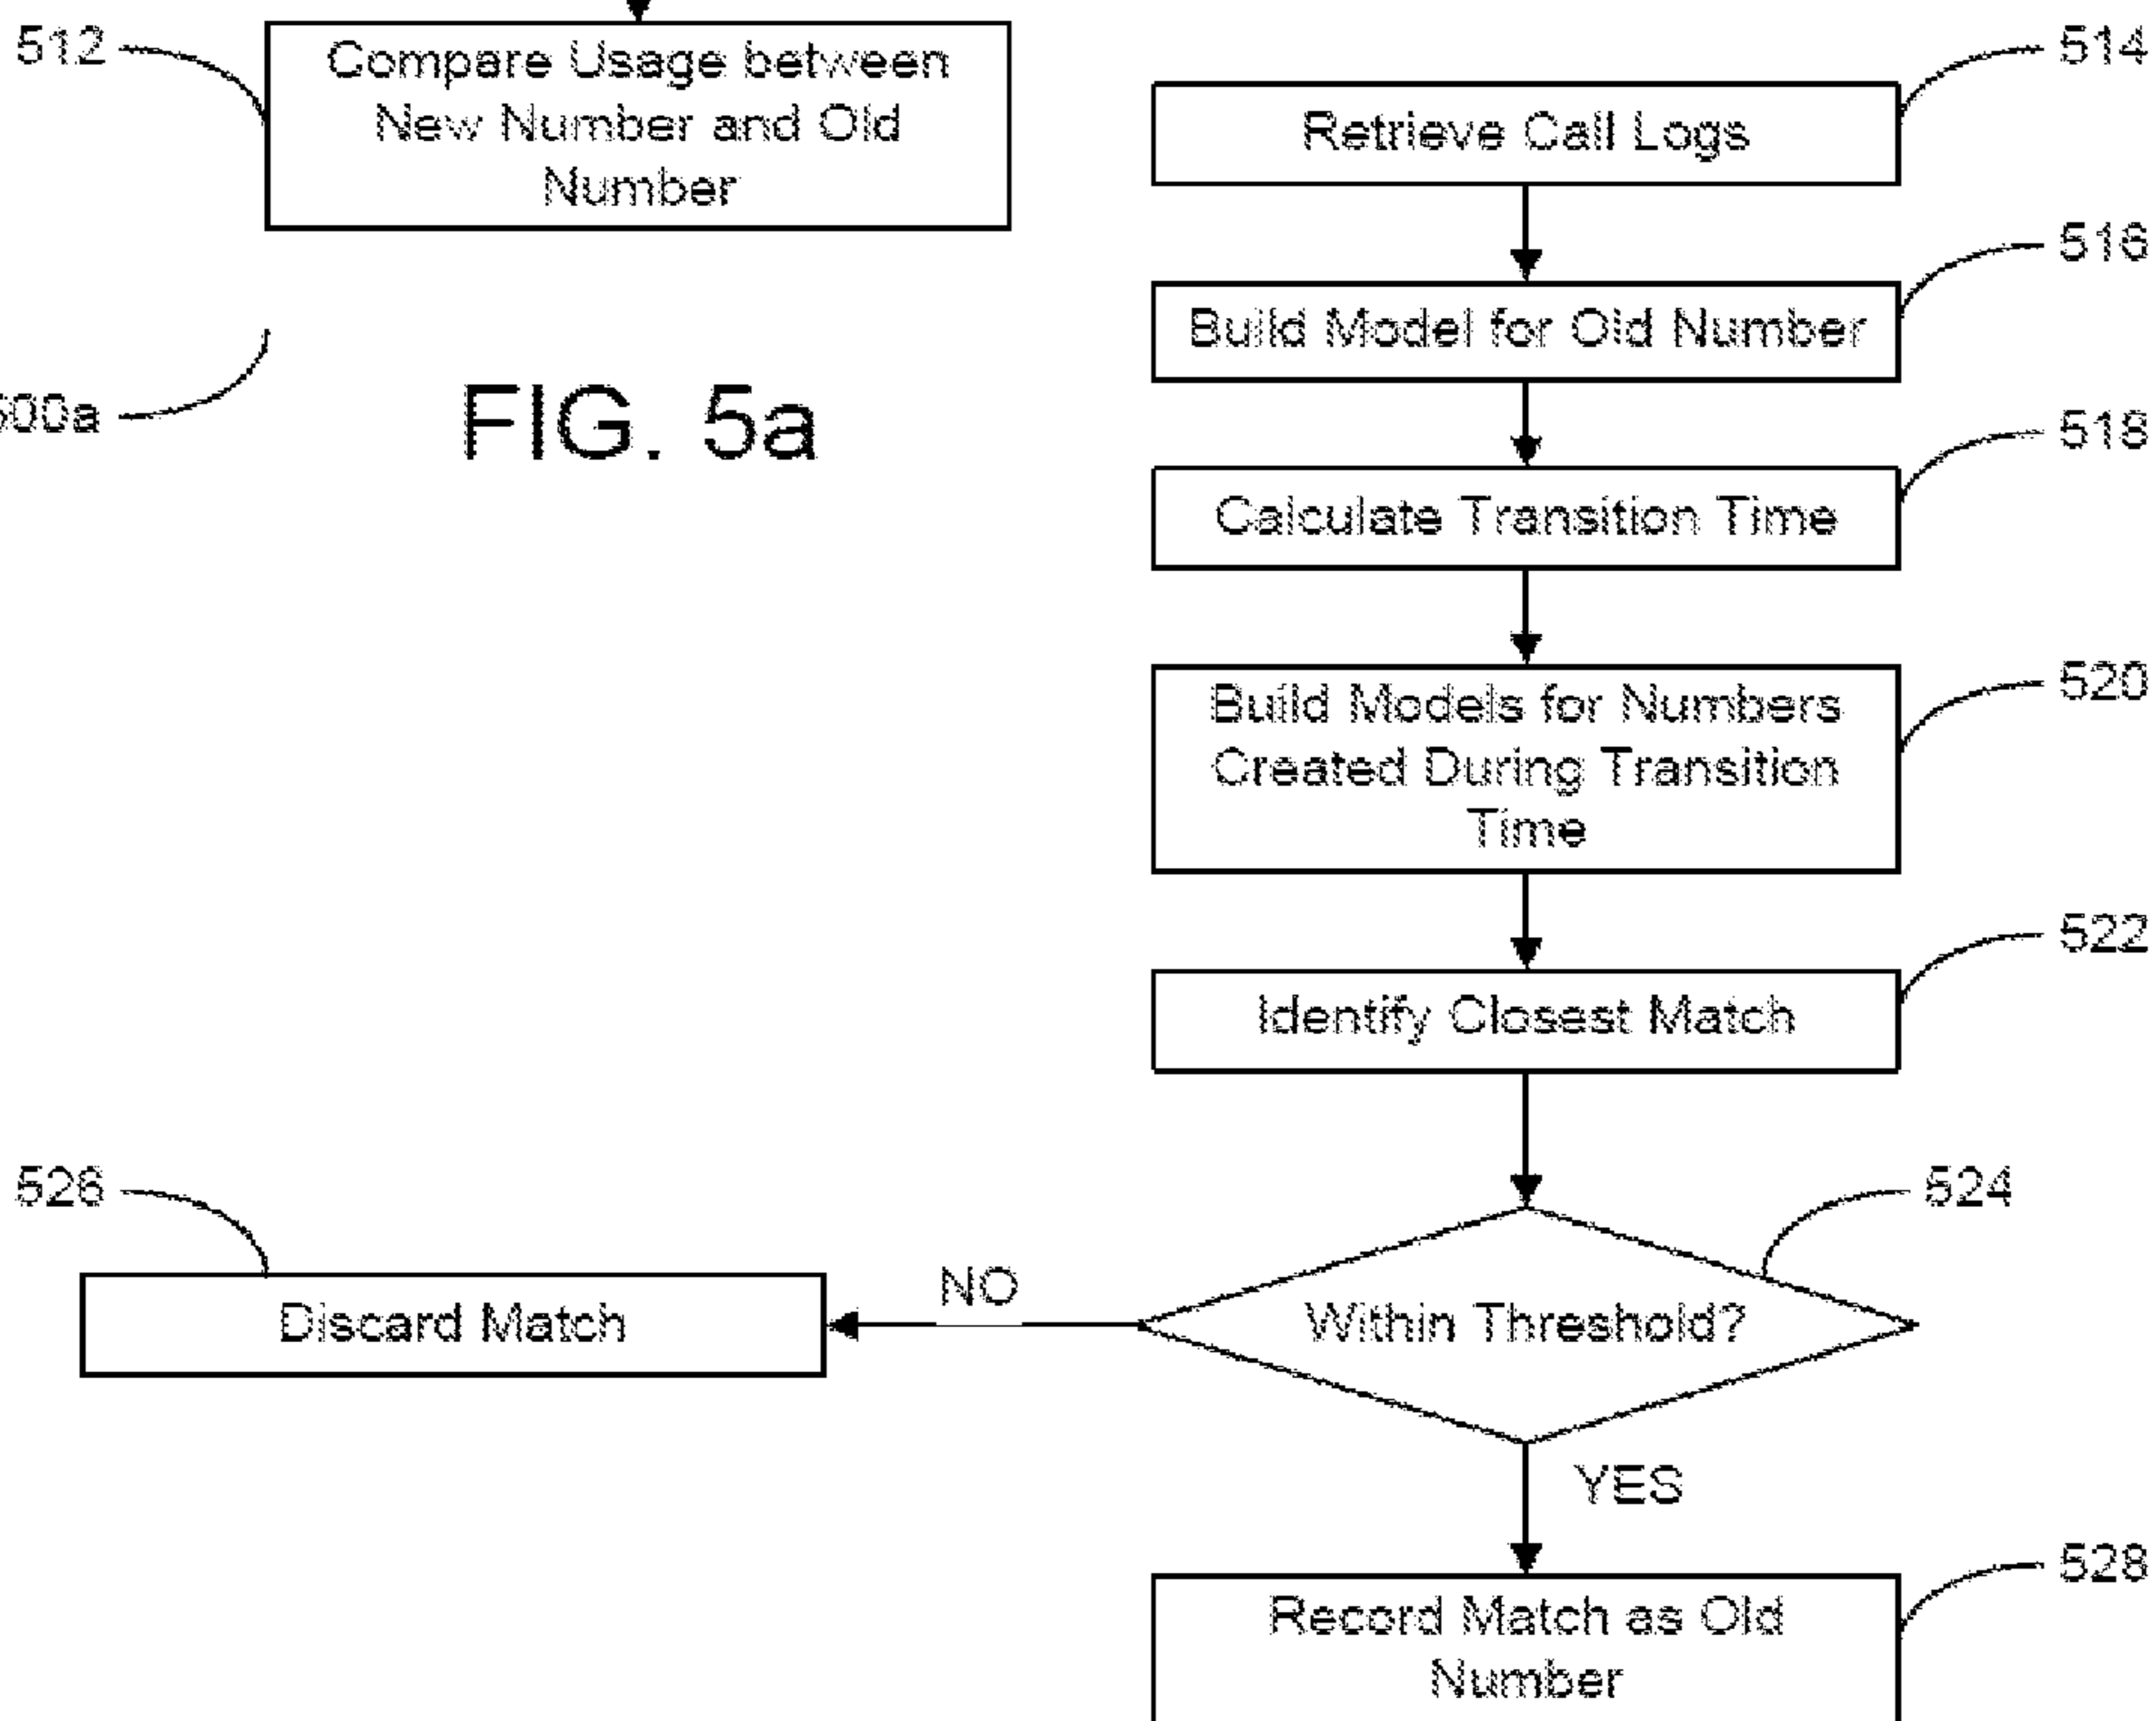 512
Compare Usage between
New Number and Old
Number
500a
FIG. 5a
514
Retrieve Call Logs
516
Build Model for Old Number
518
Calculate Transition Time
520
Build Models for Numbers
Created During Transition
Time
522
Identify Closest Match
524
Within Threshold?
NO
526
Discard Match
YES
528
Record Match as Old
Number